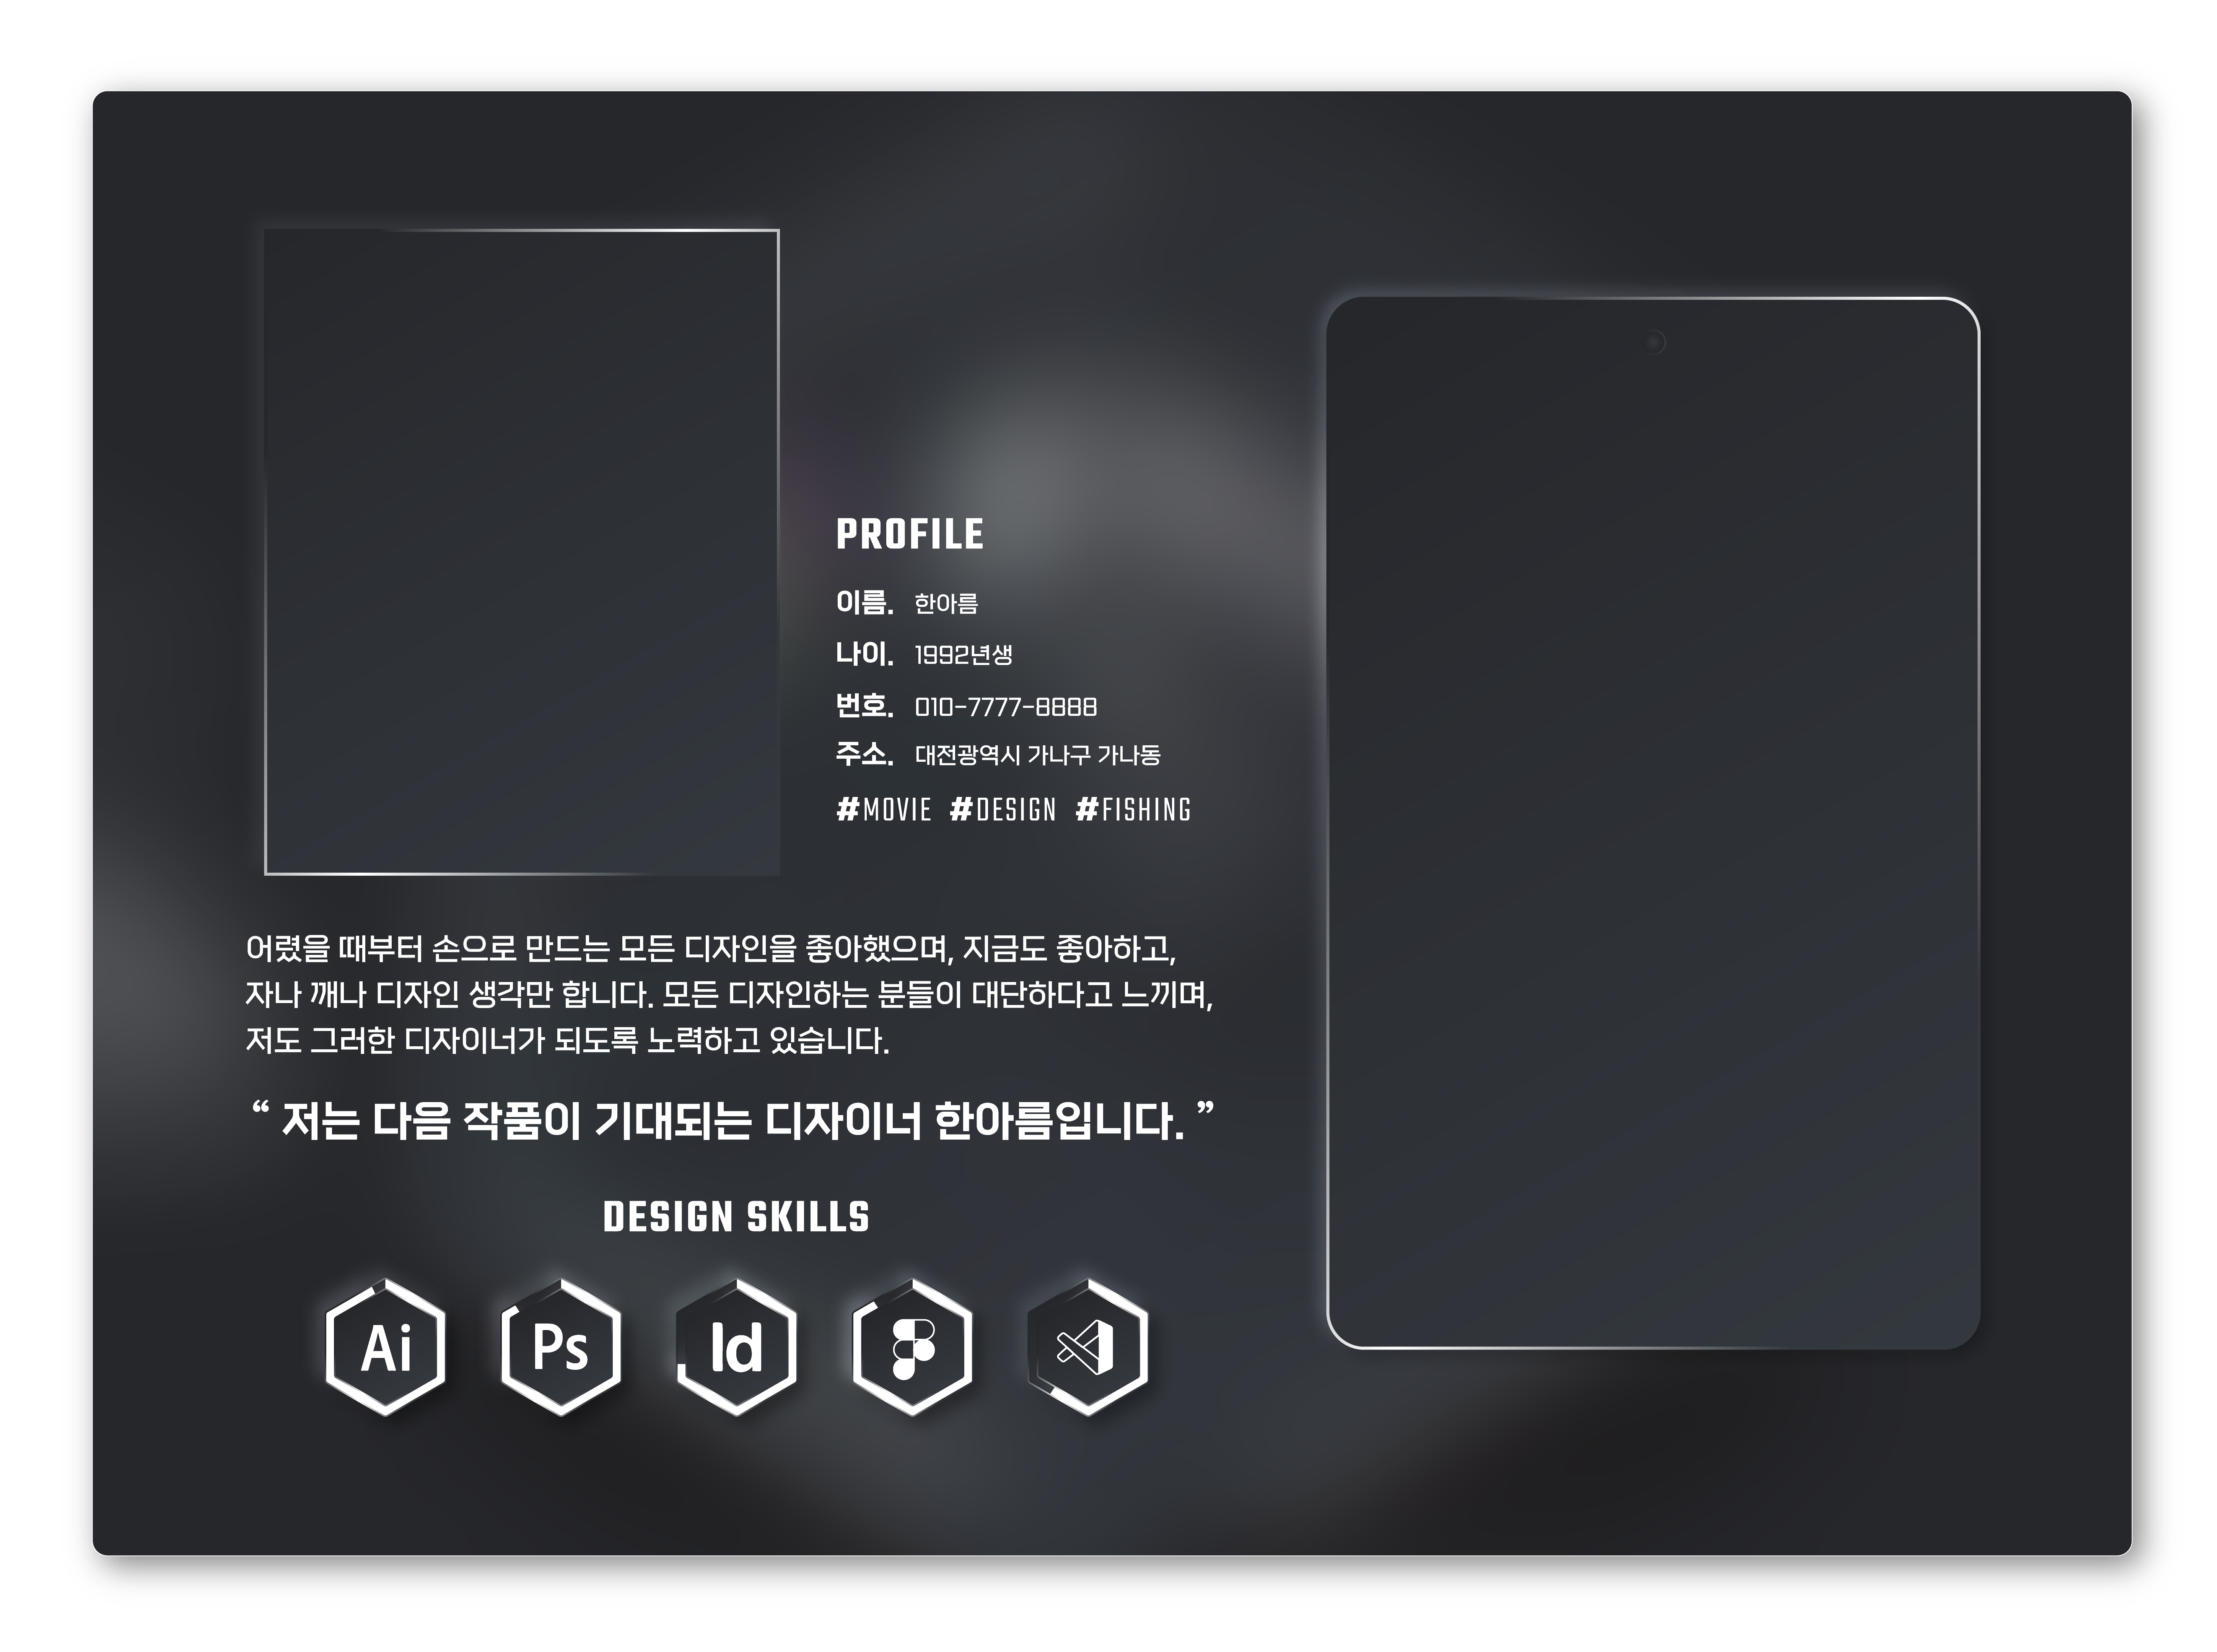 PROFILE
이름. 한아름
나이. 1992년생
번호. 010-7777-8888
주소. 대전광역시 가나구 가나동
#MOVIE #DESIGN #FISHING
어렸을 때부터 손으로 만드는 모든 디자인을 좋아했으며, 지금도 좋아하고,
자나 깨나 디자인 생각만 합니다. 모든 디자인하는 분들이 대단하다고 느끼며,
저도 그러한 디자이너가 되도록 노력하고 있습니다.
“ 저는 다음 작품이 기대되는 디자이너 한아름입니다. ”
DESIGN SKILLS
Ai Ps Id